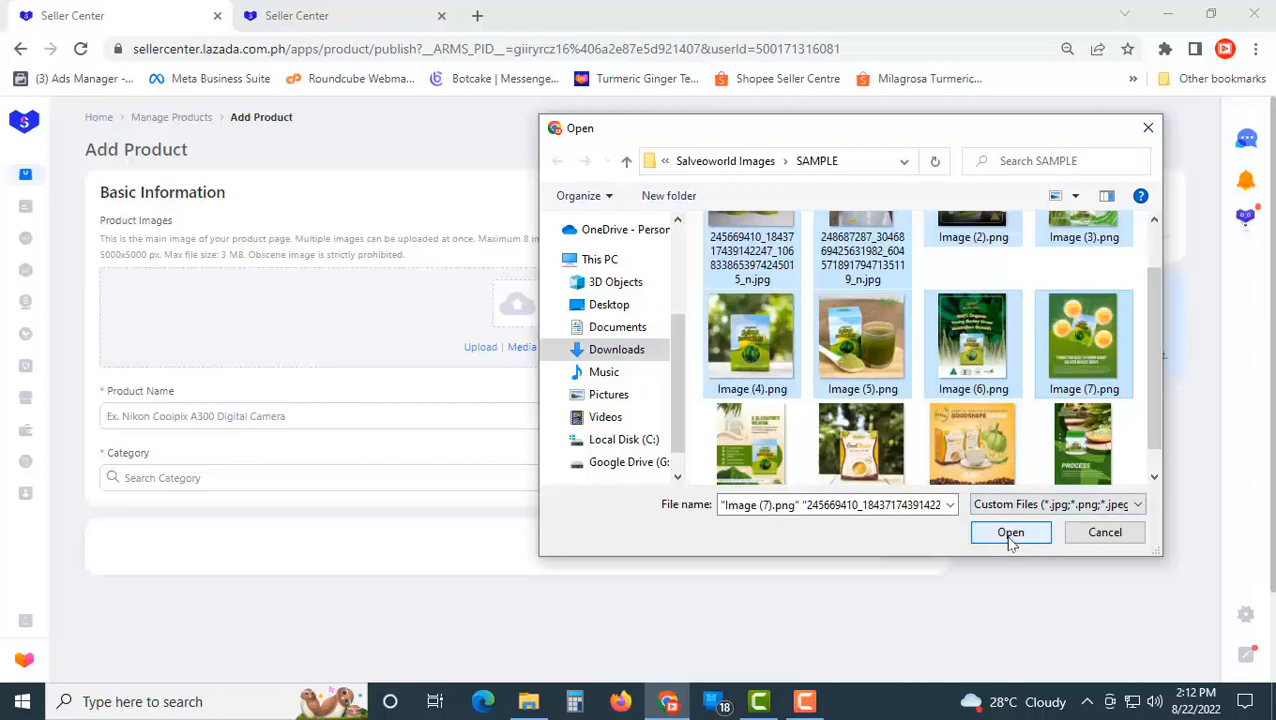 Seller Center
Seller Center
sellercenter.lazada.com.ph/apps/product/publish?__ARMS_PID__=giiryrcz16%406a2e87e5d921407&userId=500171316081
(3) Ads Manager -...
Meta Business Suite
Roundcube Webma...
Botcake | Messenge...
Turmeric Ginger Te...
Shopee Seller Centre
Milagrosa Turmeric...
»
Other bookmarks
Home > Manage Products > Add Product
Add Product
Basic Information
Product Images
This is the main image of your product page. Multiple images can be uploaded at once. Maximum 8 im
5000x5000 px. Max file size: 3 MB. Obscene image is strictly prohibited.
Upload | Media
* Product Name
Ex. Nikon Coolpix A300 Digital Camera
* Category
Search Category
Open
« Salveoworld Images > SAMPLE
Search SAMPLE
Organize
New folder
OneDrive - Person
This PC
3D Objects
Desktop
Documents
Downloads
Music
Pictures
Videos
Local Disk (C:)
Google Drive (G:
245669410_18437
17439142247_106
833865397424501
5_n.jpg
248687287_30468
69425631982_604
571891794713511
9_n.jpg
Image (2).png
Image (3).png
Image (4).png
Image (5).png
Image (6).png
Image (7).png
GOODSHAPE
PROCESS
File name:
"Image (7).png" "245669410_18437174391422
Custom Files (*.jpg;*.png;*.jpeg
Open
Cancel
Type here to search
18
28°C Cloudy
2:12 PM
8/22/2022